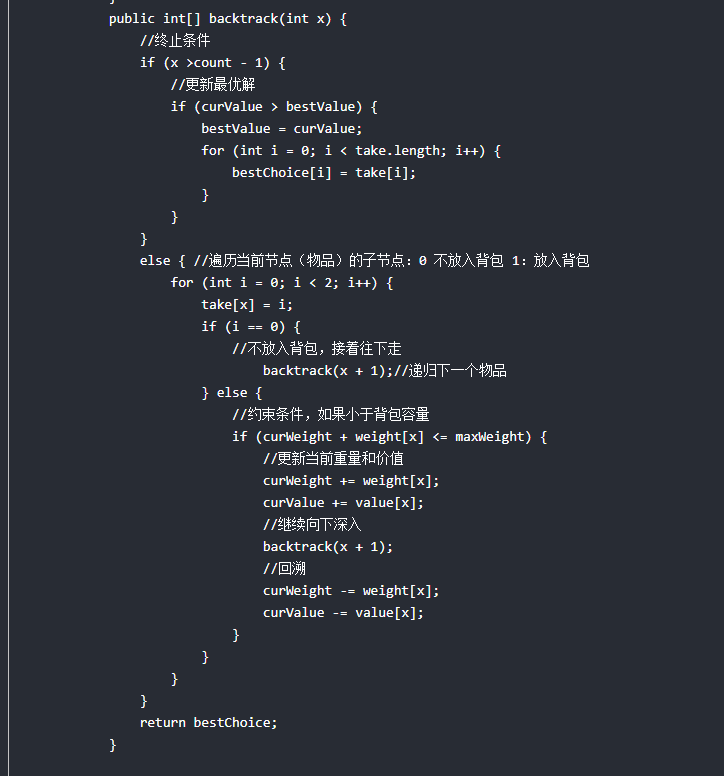 public int[] backtrack(int x) {
//终止条件
if (x >count - 1) {
//更新最优解
if (curValue > bestValue) {
bestValue = curValue;
for (int i = 0; i < take.length; i++) {
bestChoice[i] = take[i];
}
}
}
else { //遍历当前节点（物品）的子节点：0 不放入背包 1：放入背包
for (int i = 0; i < 2; i++) {
take[x] = i;
if (i == 0) {
//不放入背包，接着往下走
backtrack(x + 1);//递归下一个物品
} else {
//约束条件，如果小于背包容量
if (curWeight + weight[x] <= maxWeight) {
//更新当前重量和价值
curWeight += weight[x];
curValue += value[x];
//继续向下深入
backtrack(x + 1);
//回溯
curWeight -= weight[x];
curValue -= value[x];
}
}
}
}
return bestChoice;
}